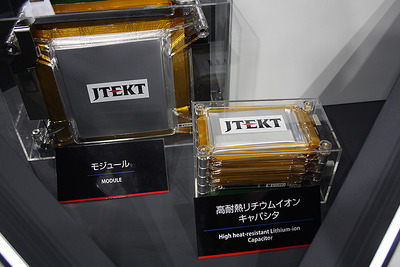 JTEKT
モジュール
MODULE
JTEKT
高耐熱リチウムイオン
キャパシタ
High heat-resistant Lithium-ion
Capacitor